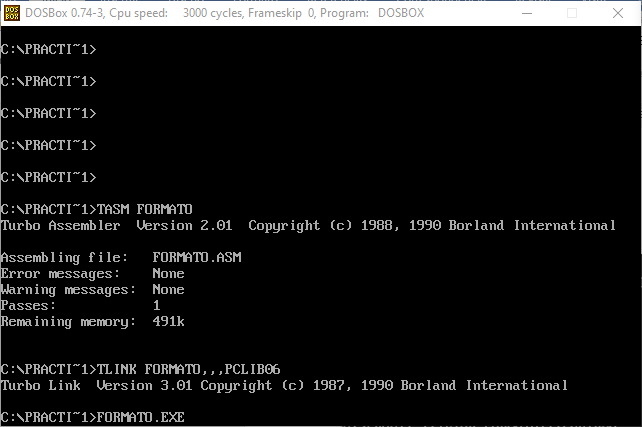 DOSBox 0.74-3, Cpu speed:    3000 cycles, Frameskip  0, Program:   DOSBOX
C:\PRACTI~1>
C:\PRACTI~1>
C:\PRACTI~1>
C:\PRACTI~1>
C:\PRACTI~1>
C:\PRACTI~1>TASM FORMATO
Turbo Assembler  Version 2.01  Copyright (c) 1988, 1990 Borland International
Assembling file:   FORMATO.ASM
Error messages:    None
Warning messages:  None
Passes:            1
Remaining memory:  491k
C:\PRACTI~1>TLINK FORMATO,,,PCLIB06
Turbo Link  Version 3.01 Copyright (c) 1987, 1990 Borland International
C:\PRACTI~1>FORMATO.EXE